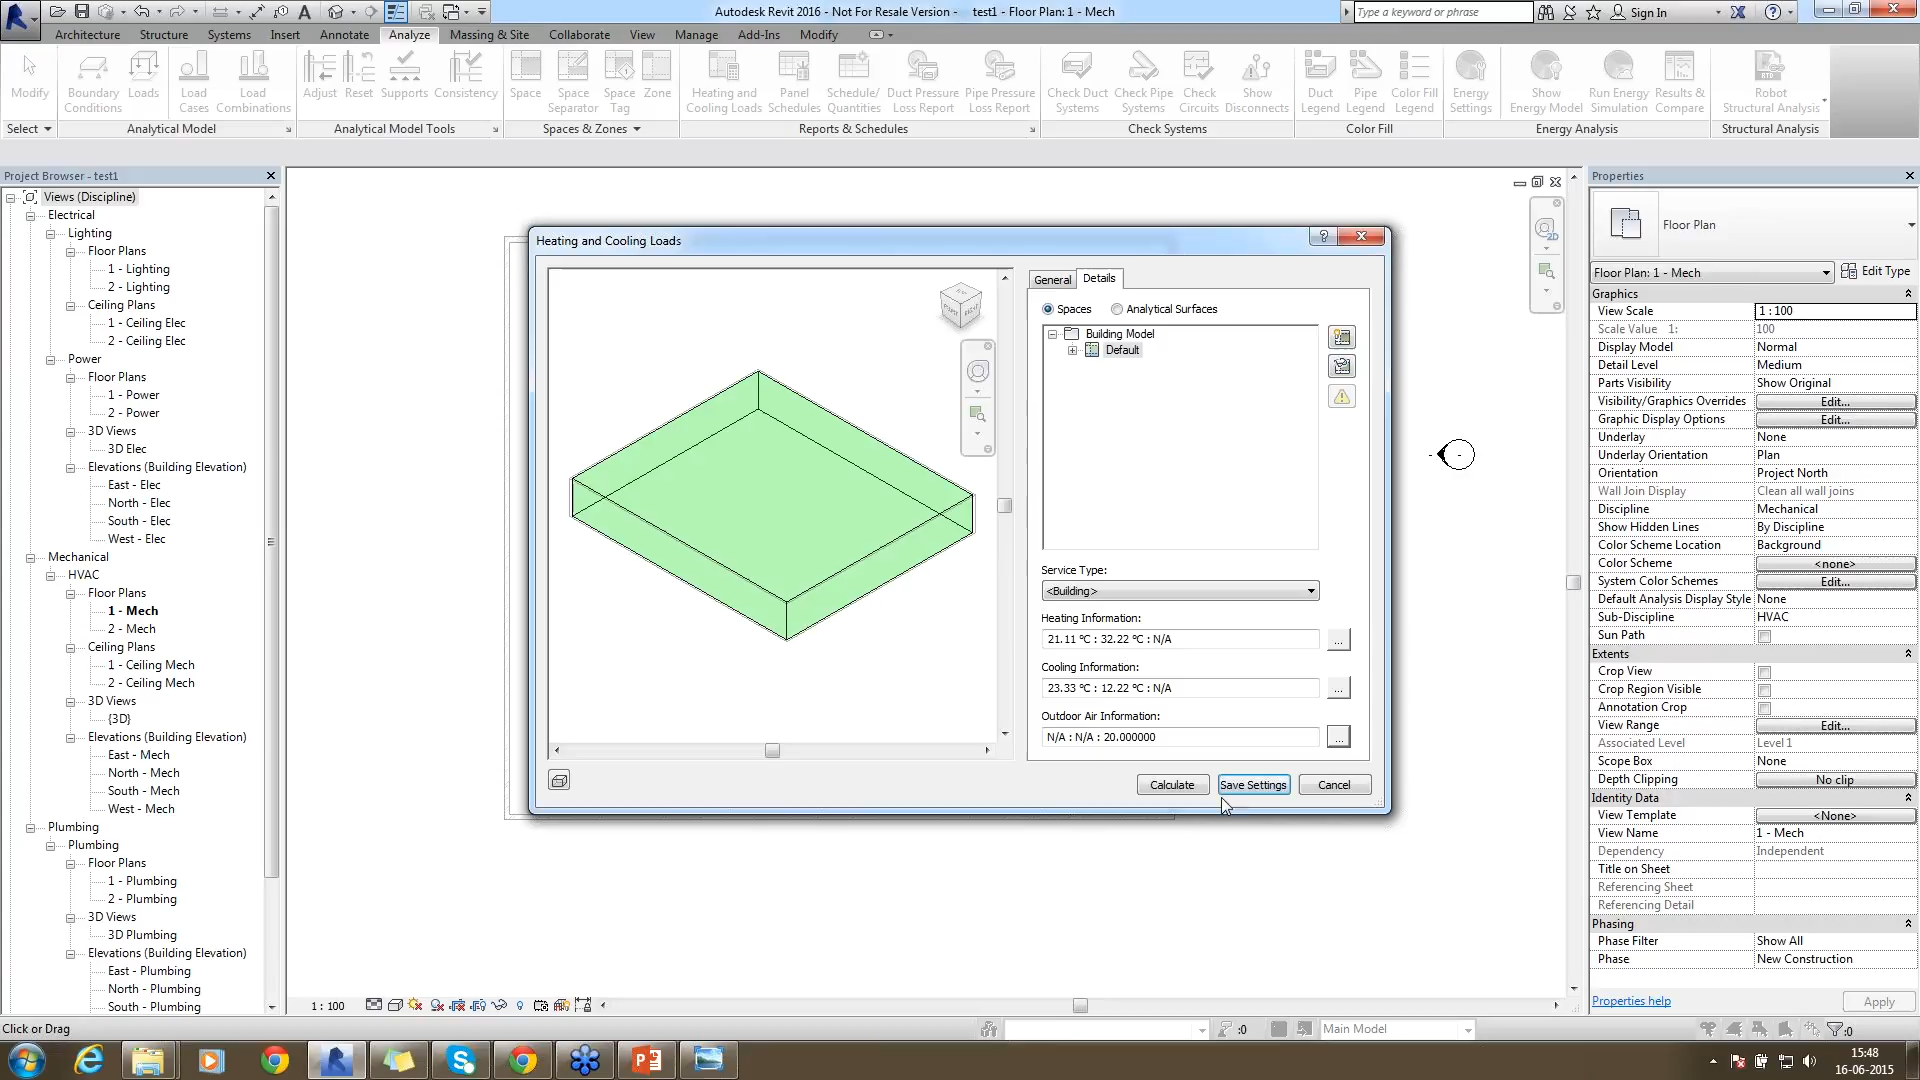 Autodesk Revit 2016 - Not For Resale Version - test1 - Floor Plan: 1 - Mech
Type a keyword or phrase
Sign In
Architecture Structure Systems Insert Annotate Analyze Massing & Site Collaborate View Manage Add-Ins Modify
Modify
Boundary Conditions
Loads
Load Cases
Load Combinations
Adjust
Reset
Supports
Consistency
Space
Space Separator
Space Tag
Zone
Heating and Cooling Loads
Panel Schedules
Schedule/ Quantities
Duct Pressure Loss Report
Pipe Pressure Loss Report
Check Duct Systems
Check Pipe Systems
Check Circuits
Show Disconnects
Duct Legend
Pipe Legend
Color Fill Legend
Energy Settings
Show Energy Model
Run Energy Simulation
Results & Compare
Robot Structural Analysis
Select
Analytical Model
Analytical Model Tools
Spaces & Zones
Reports & Schedules
Check Systems
Color Fill
Energy Analysis
Structural Analysis
Project Browser - test1
Views (Discipline)
Electrical
Lighting
Floor Plans
1 - Lighting
2 - Lighting
Ceiling Plans
1 - Ceiling Elec
2 - Ceiling Elec
Power
Floor Plans
1 - Power
2 - Power
3D Views
3D Elec
Elevations (Building Elevation)
East - Elec
North - Elec
South - Elec
West - Elec
Mechanical
HVAC
Floor Plans
1 - Mech
2 - Mech
Ceiling Plans
1 - Ceiling Mech
2 - Ceiling Mech
3D Views
{3D}
Elevations (Building Elevation)
East - Mech
North - Mech
South - Mech
West - Mech
Plumbing
Plumbing
Floor Plans
1 - Plumbing
2 - Plumbing
3D Views
3D Plumbing
Elevations (Building Elevation)
East - Plumbing
North - Plumbing
South - Plumbing
Heating and Cooling Loads
General Details
Spaces Analytical Surfaces
Building Model
Default
Service Type:
<Building>
Heating Information:
21.11 °C : 32.22 °C : N/A
...
Cooling Information:
23.33 °C : 12.22 °C : N/A
...
Outdoor Air Information:
N/A : N/A : 20.000000
...
Calculate Save Settings Cancel
Properties
Floor Plan
Floor Plan: 1 - Mech Edit Type
Graphics
View Scale 1 : 100
Scale Value 1: 100
Display Model Normal
Detail Level Medium
Parts Visibility Show Original
Visibility/Graphics Overrides Edit...
Graphic Display Options Edit...
Underlay None
Underlay Orientation Plan
Orientation Project North
Wall Join Display Clean all wall joins
Discipline Mechanical
Show Hidden Lines By Discipline
Color Scheme Location Background
Color Scheme <none>
System Color Schemes Edit...
Default Analysis Display Style None
Sub-Discipline HVAC
Sun Path
Extents
Crop View
Crop Region Visible
Annotation Crop
View Range Edit...
Associated Level Level 1
Scope Box None
Depth Clipping No clip
Identity Data
View Template <None>
View Name 1 - Mech
Dependency Independent
Title on Sheet
Referencing Sheet
Referencing Detail
Phasing
Phase Filter Show All
Phase New Construction
Properties help Apply
1 : 100
Click or Drag
:0
Main Model
:0
15:48
16-06-2015